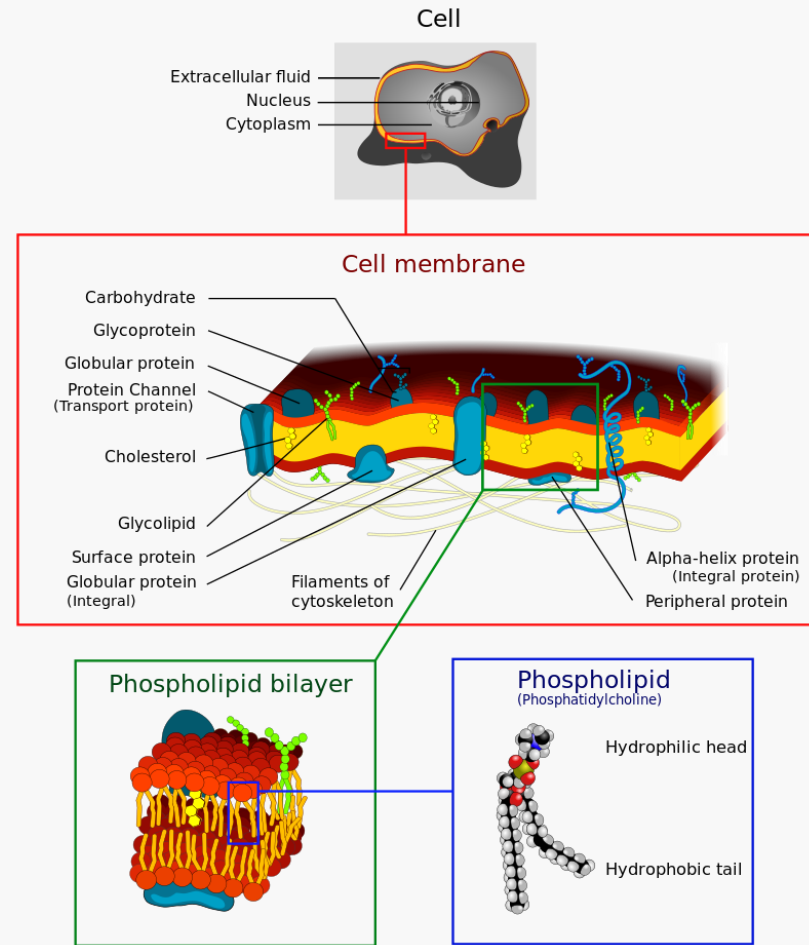 Cell
Extracellular fluid
Nucleus
Cytoplasm
Cell membrane
Carbohydrate
Glycoprotein
Globular protein
Protein Channel
(Transport protein)
Cholesterol
Glycolipid
Surface protein
Globular protein
(Integral)
Filaments of
cytoskeleton
Alpha-helix protein
(Integral protein)
Peripheral protein
Phospholipid bilayer
Phospholipid
(Phosphatidylcholine)
Hydrophilic head
Hydrophobic tail